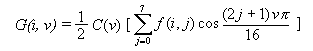 G(i, v) = 1/2 C(v) [ 7 ∑ j=0 f(i, j) cos (2j + 1)vπ/16 ]